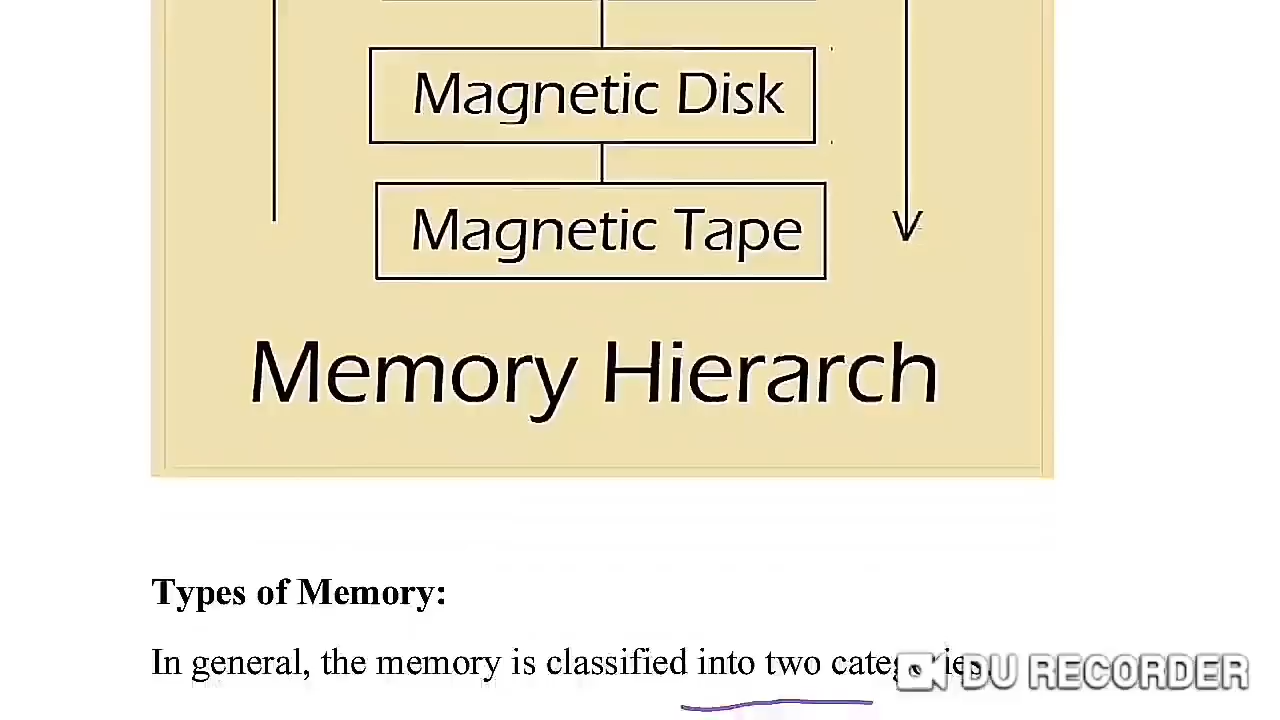 Magnetic Disk
Magnetic Tape
Memory Hierarch
Types of Memory:
In general, the memory is classified into two categories.
DU RECORDER